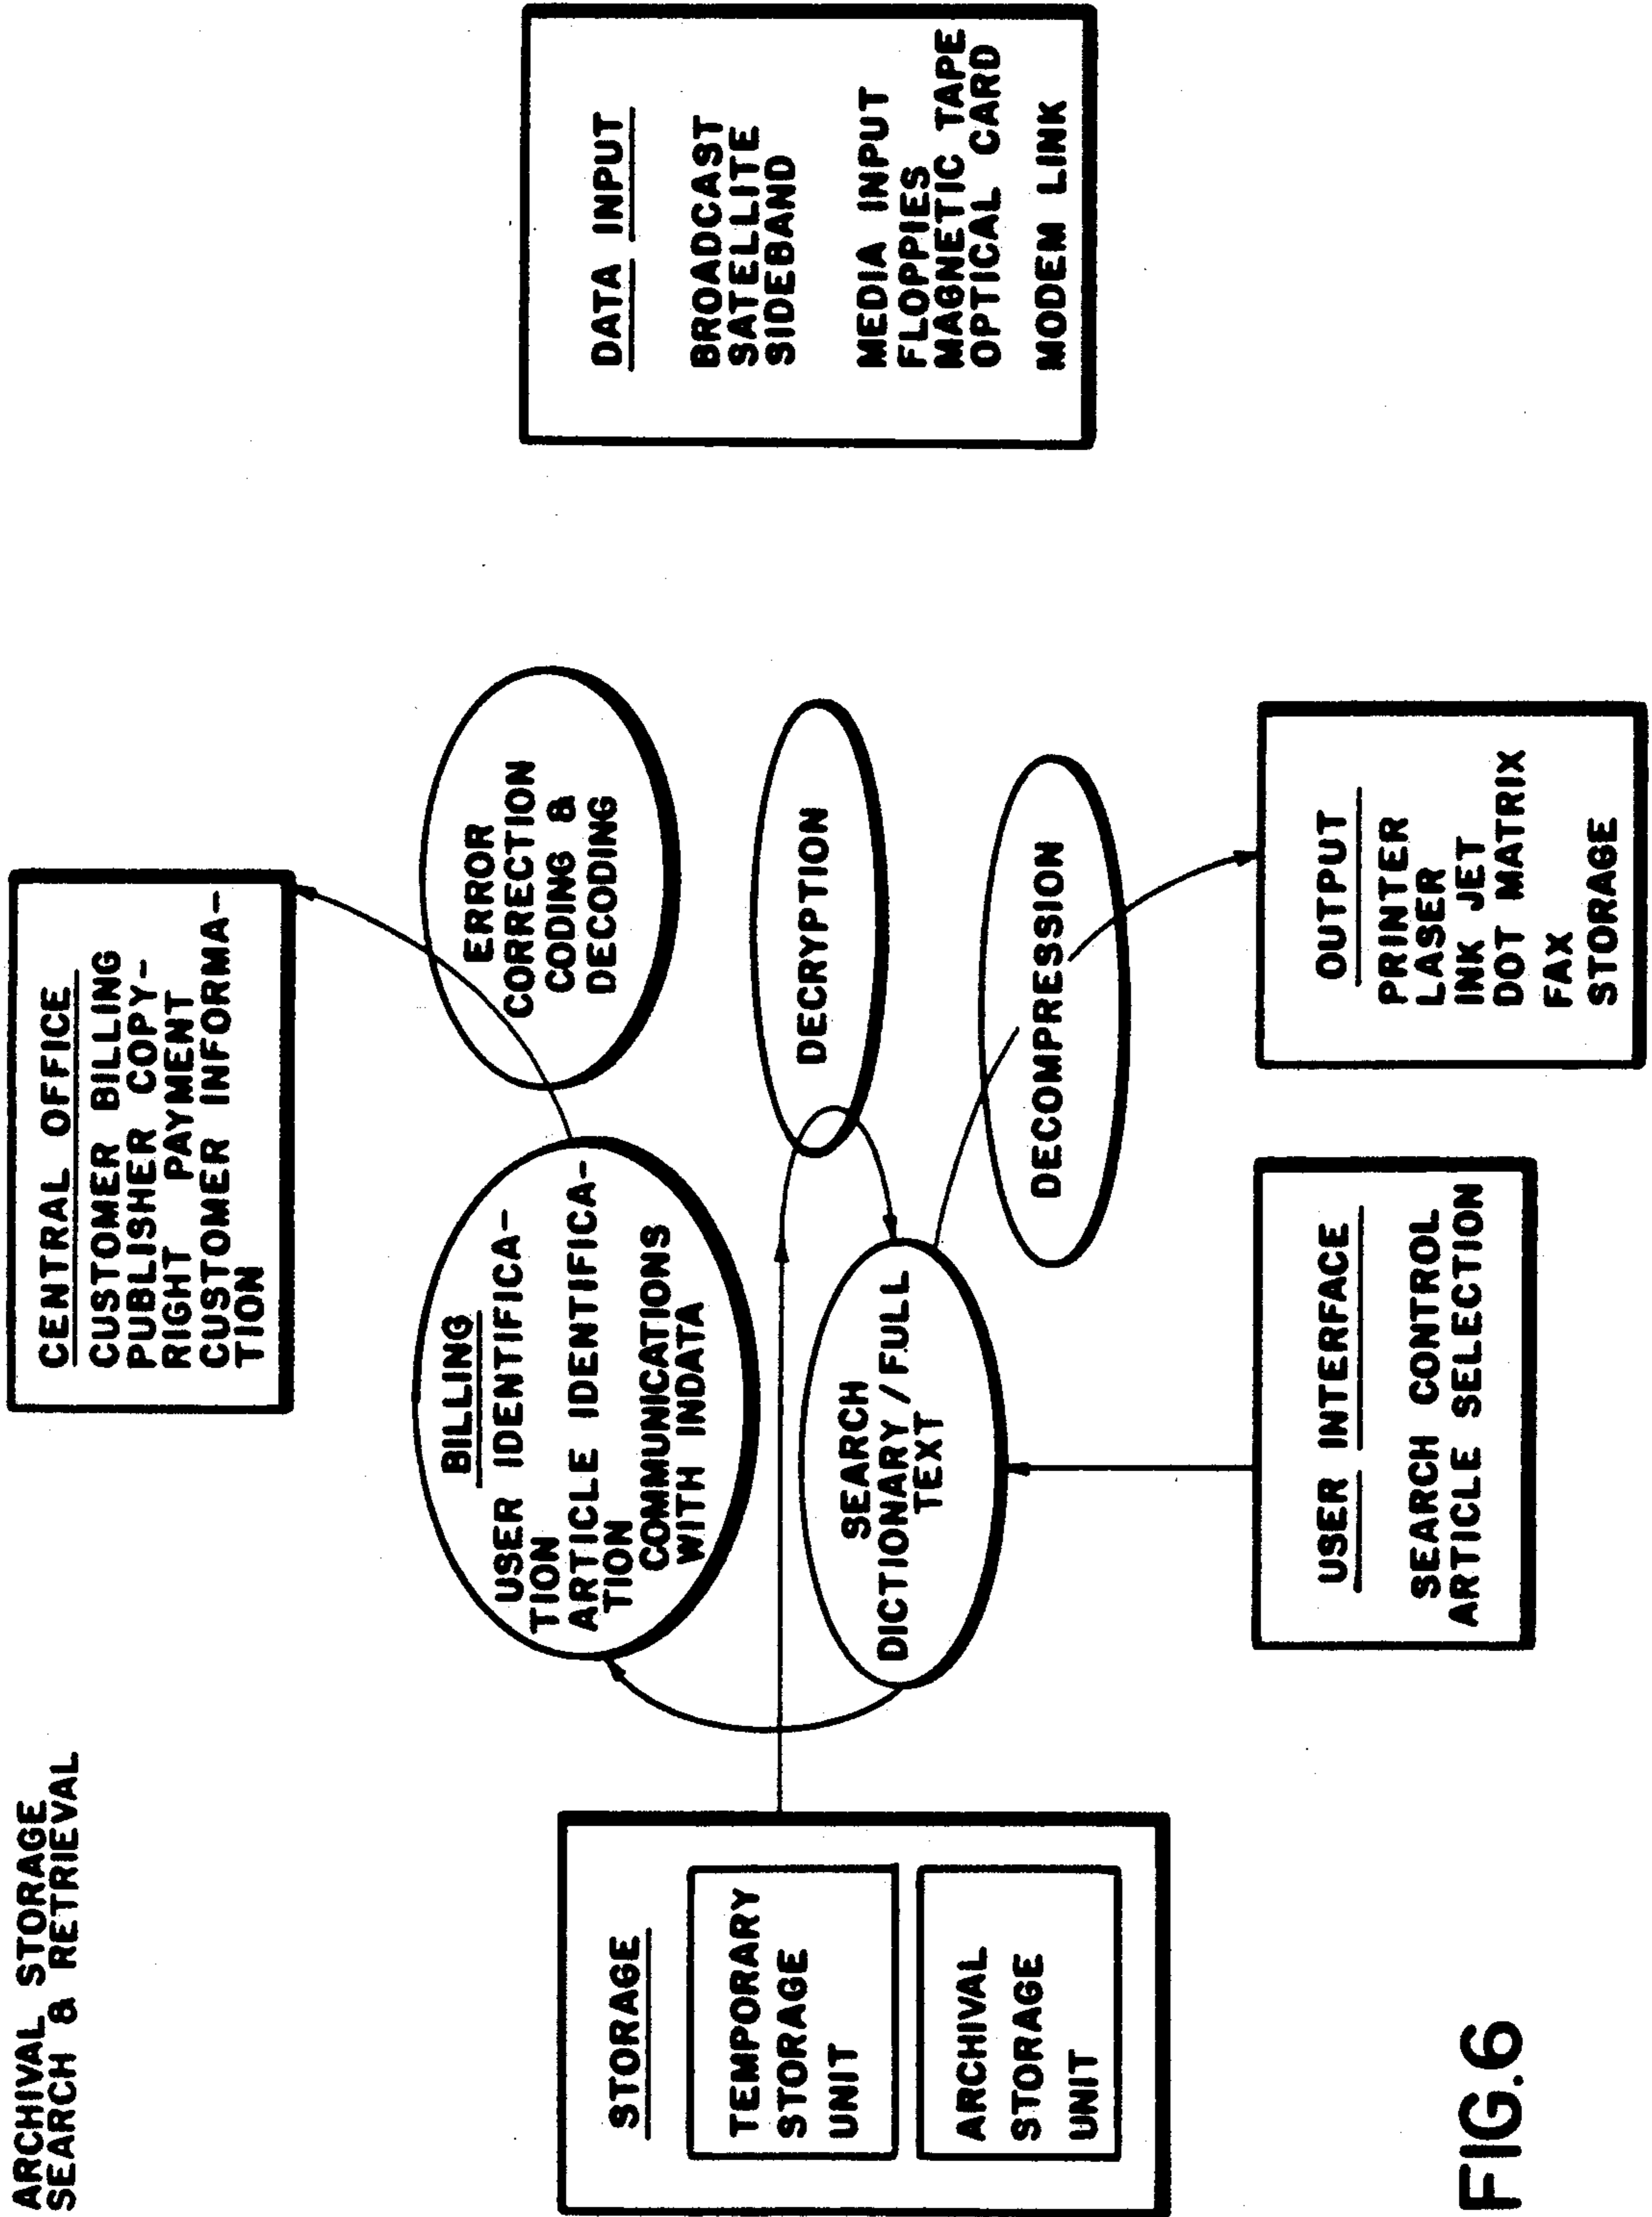 ARCHIVAL STORAGE
SEARCH & RETRIEVAL
CENTRAL OFFICE
CUSTOMER BILLING
PUBLISHER COPY-
RIGHT PAYMENT
CUSTOMER INFORMA-
TION
BILLING
USER IDENTIFICA-
TION
ARTICLE IDENTIFICA-
TION
COMMUNICATIONS
WITH INDATA
ERROR
CORRECTION
CODING &
DECODING
DATA INPUT
BROADCAST
SATELLITE
SIDEBAND
MEDIA INPUT
FLOPPIES
MAGNETIC TAPE
OPTICAL CARD
MODEM LINK
STORAGE
TEMPORARY
STORAGE
UNIT
ARCHIVAL
STORAGE
UNIT
SEARCH
DICTIONARY/FULL
TEXT
DECRYPTION
DECOMPRESSION
USER INTERFACE
SEARCH CONTROL
ARTICLE SELECTION
OUTPUT
PRINTER
LASER
INK JET
DOT MATRIX
FAX
STORAGE
FIG.6